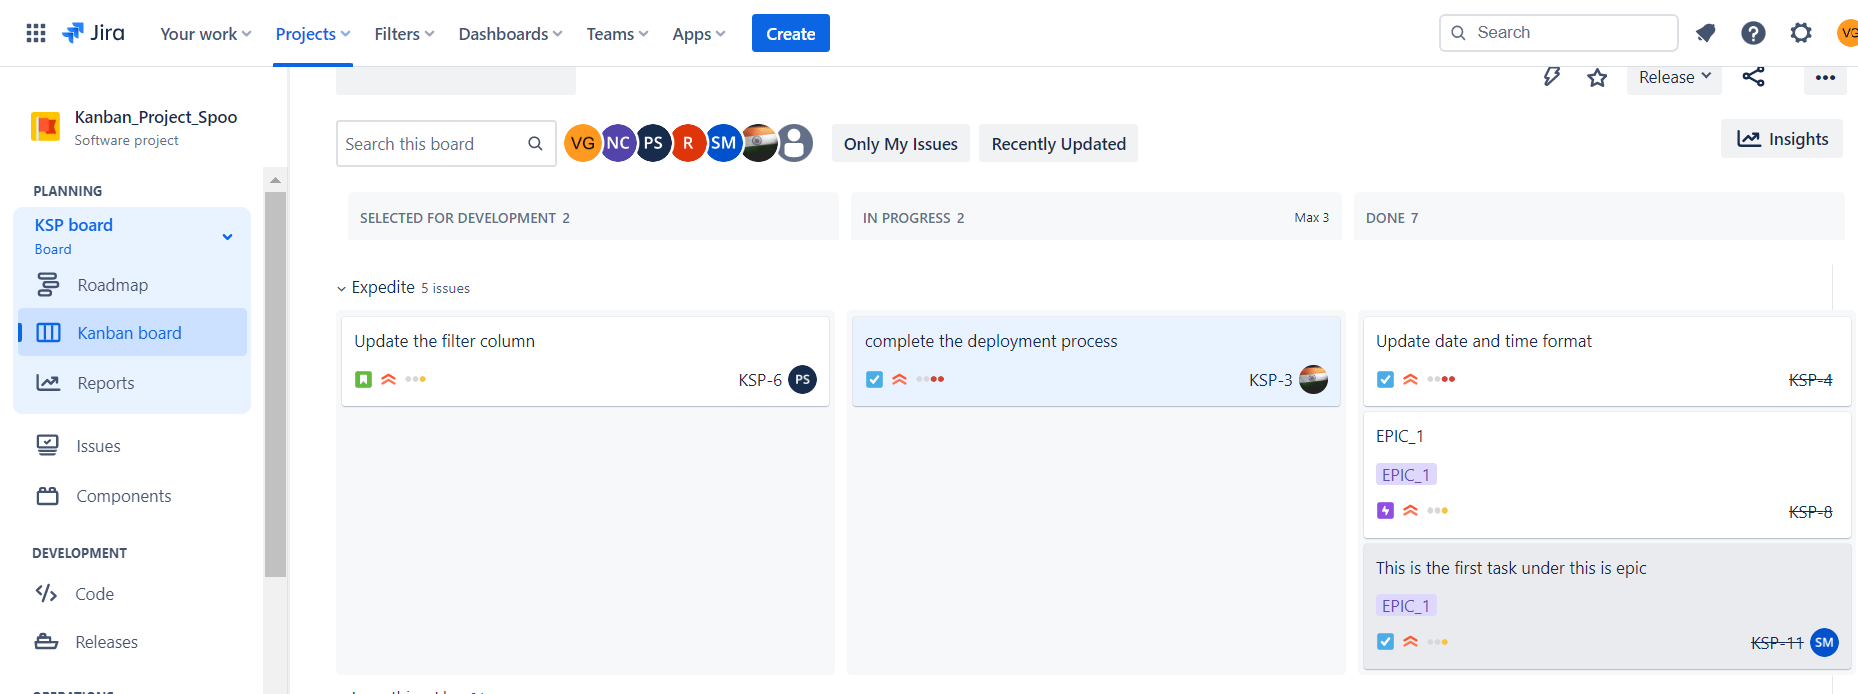 Jira Your work Projects Filters Dashboards Teams Apps Create Search VG
Release
Kanban_Project_Spoo
Software project
Search this board VG NC PS R SM Only My Issues Recently Updated Insights
PLANNING
KSP board
Board
Roadmap
Kanban board
Reports
Issues
Components
DEVELOPMENT
Code
Releases
SELECTED FOR DEVELOPMENT 2 IN PROGRESS 2 Max 3 DONE 7
Expedite 5 issues
Update the filter column
KSP-6 PS
complete the deployment process
KSP-3
Update date and time format
KSP-4
EPIC_1
EPIC_1
KSP-8
This is the first task under this is epic
EPIC_1
KSP-11 SM